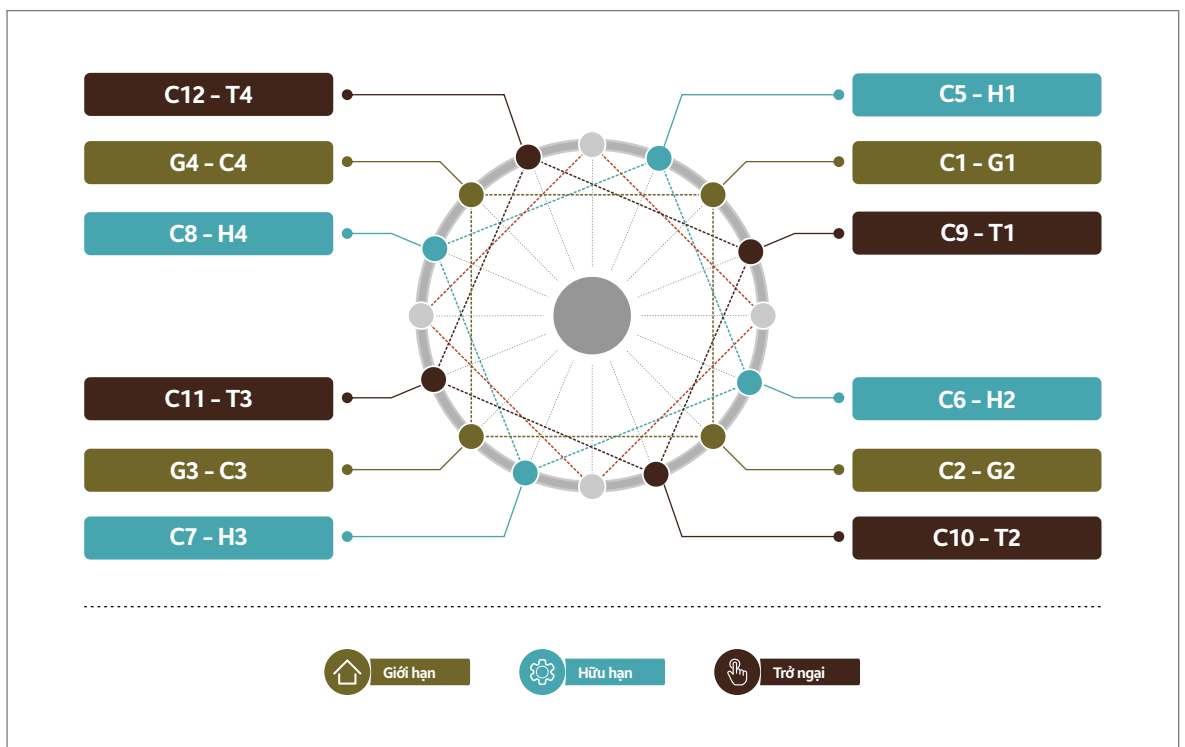 C12 – T4
C5 – H1
G4 – C4
C1 – G1
C8 – H4
C9 – T1
C11 – T3
C6 – H2
G3 – C3
C2 – G2
C7 – H3
C10 – T2
Giới hạn
Hữu hạn
Trở ngại